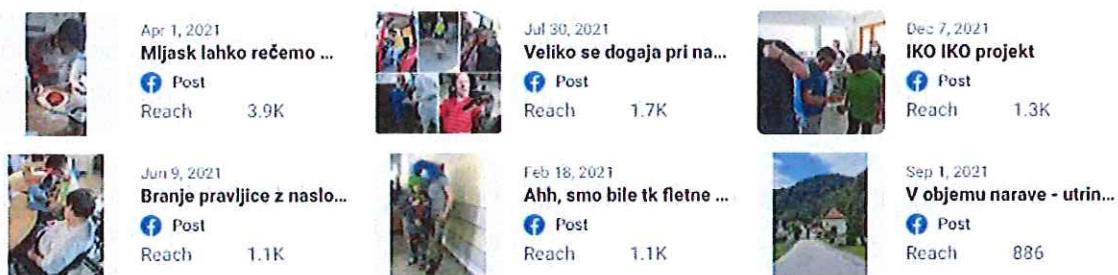 Apr 1, 2021
Mljask lahko rečemo ...
Post
Reach 3.9K
Jul 30, 2021
Veliko se dogaja pri na...
Post
Reach 1.7K
Dec 7, 2021
IKO IKO projekt
Post
Reach 1.3K
Jun 9, 2021
Branje pravljice z naslo...
Post
Reach 1.1K
Feb 18, 2021
Ahh, smo bile tk fletne ...
Post
Reach 1.1K
Sep 1, 2021
V objemu narave - utrin...
Post
Reach 886